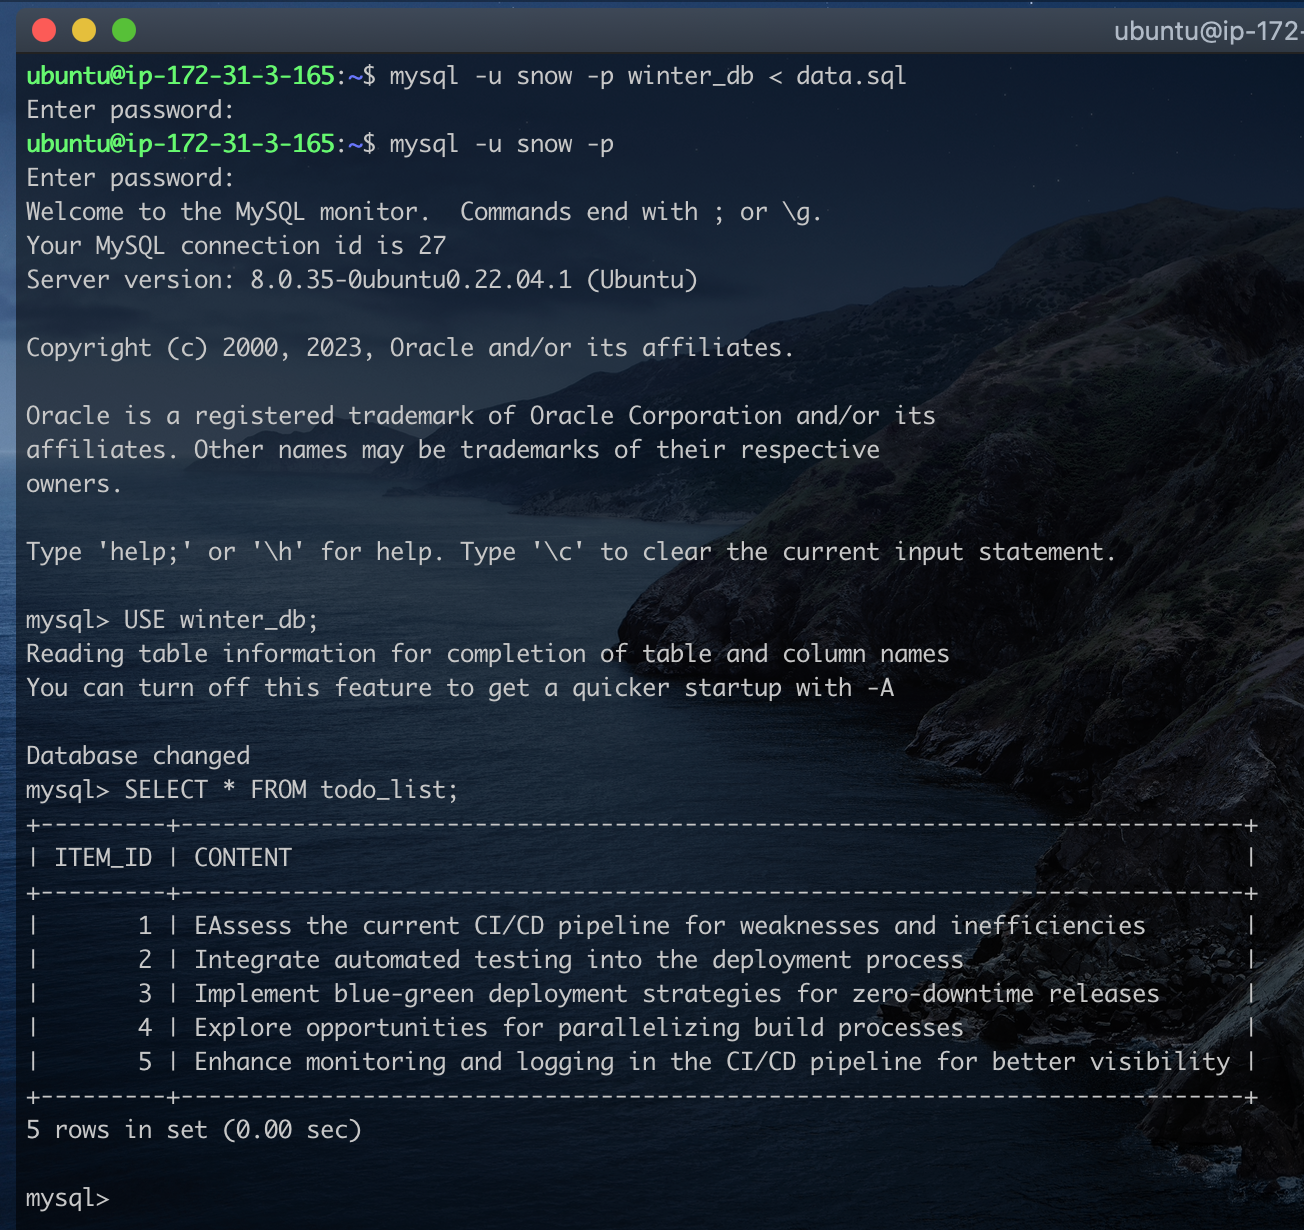 ubuntu@ip-172-
ubuntu@ip-172-31-3-165:~$ mysql -u snow -p winter_db < data.sql
Enter password:
ubuntu@ip-172-31-3-165:~$ mysql -u snow -p
Enter password:
Welcome to the MySQL monitor.  Commands end with ; or \g.
Your MySQL connection id is 27
Server version: 8.0.35-0ubuntu0.22.04.1 (Ubuntu)
Copyright (c) 2000, 2023, Oracle and/or its affiliates.
Oracle is a registered trademark of Oracle Corporation and/or its
affiliates. Other names may be trademarks of their respective
owners.
Type 'help;' or '\h' for help. Type '\c' to clear the current input statement.
mysql> USE winter_db;
Reading table information for completion of table and column names
You can turn off this feature to get a quicker startup with -A
Database changed
mysql> SELECT * FROM todo_list;
+---------+----------------------------------------------------------------------------+
| ITEM_ID | CONTENT                                                                    |
+---------+----------------------------------------------------------------------------+
|       1 | EAssess the current CI/CD pipeline for weaknesses and inefficiencies       |
|       2 | Integrate automated testing into the deployment process                    |
|       3 | Implement blue-green deployment strategies for zero-downtime releases      |
|       4 | Explore opportunities for parallelizing build processes                    |
|       5 | Enhance monitoring and logging in the CI/CD pipeline for better visibility |
+---------+----------------------------------------------------------------------------+
5 rows in set (0.00 sec)
mysql>